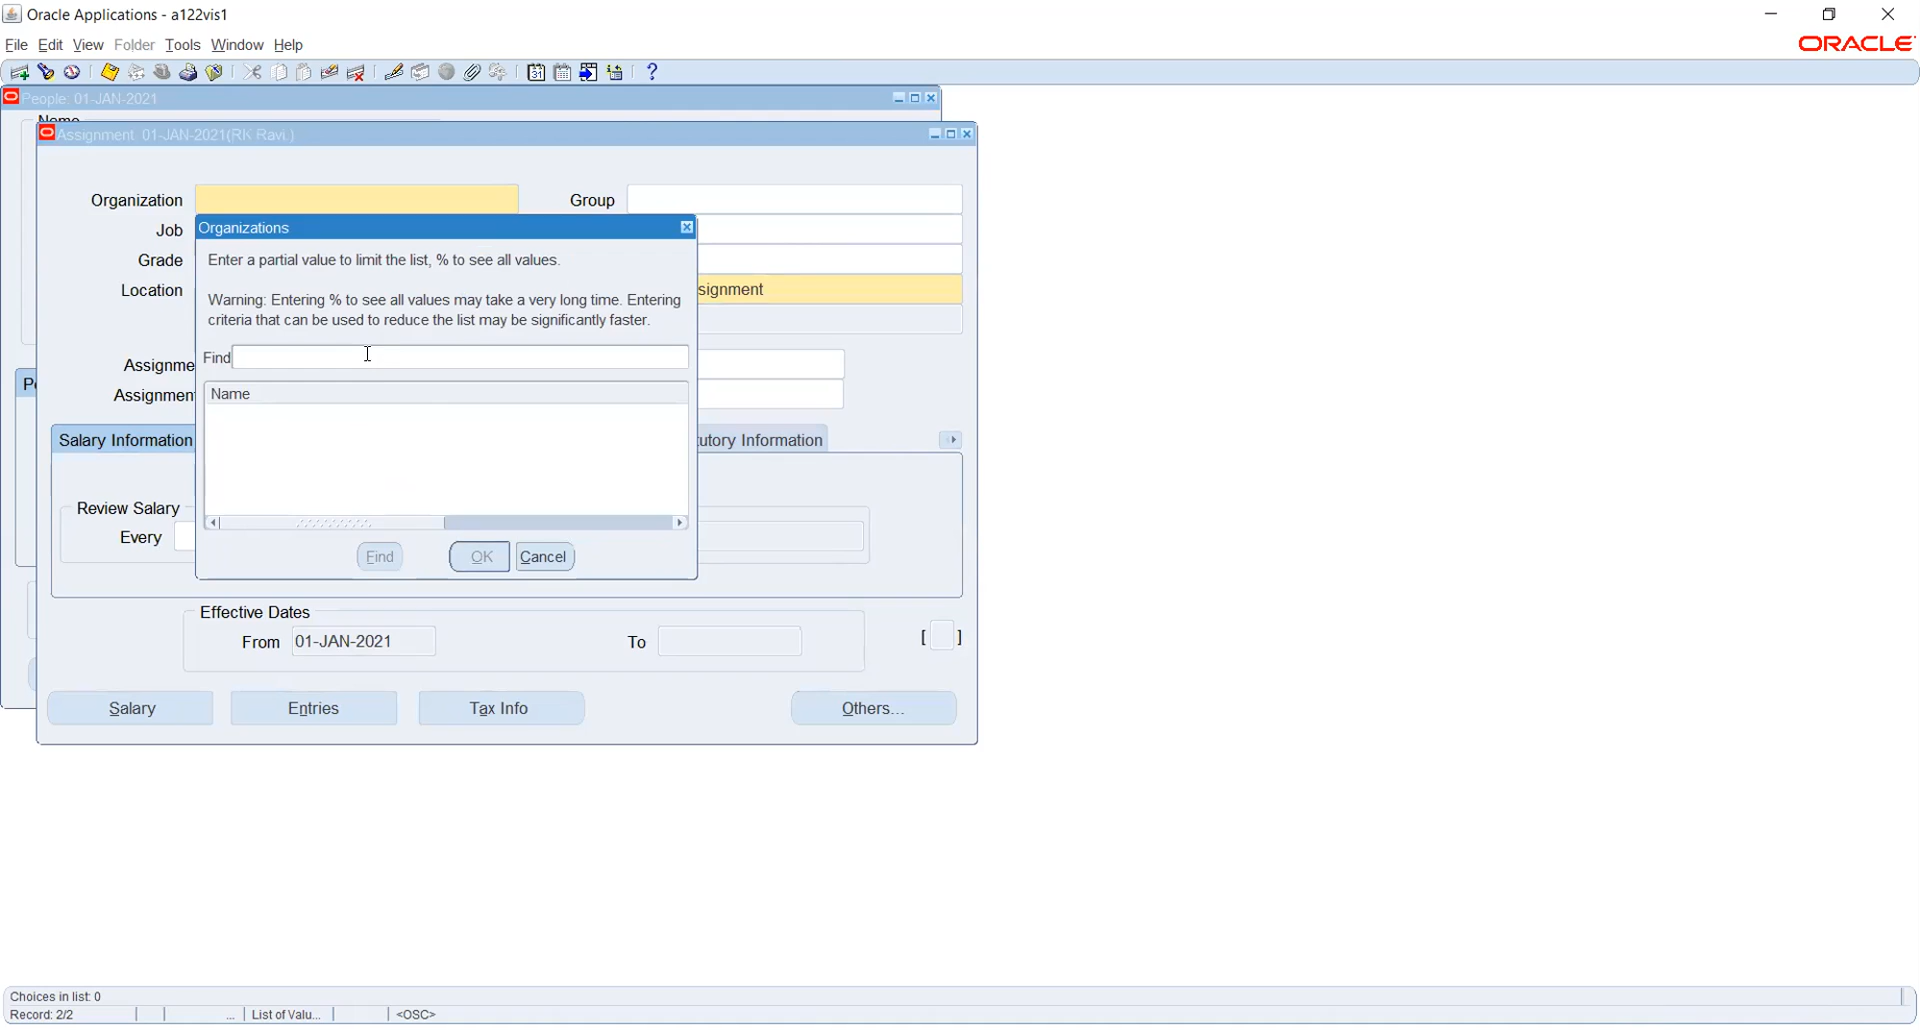 Oracle Applications - a122vis1
File Edit View Folder Tools Window Help
ORACLE
People: 01-JAN-2021
Name
Assignment: 01-JAN-2021(RK Ravi.)
Organization
Group
Organizations
Job
Grade
Location
Enter a partial value to limit the list, % to see all values.
Warning: Entering % to see all values may take a very long time. Entering
criteria that can be used to reduce the list may be significantly faster.
signment
Find
Assignme
Assignmen
Name
Salary Information
utory Information
Review Salary
Every
Find OK Cancel
Effective Dates
From 01-JAN-2021 To [ ]
Salary Entries Tax Info Others...
Choices in list: 0
Record: 2/2 ... List of Valu... <OSC>